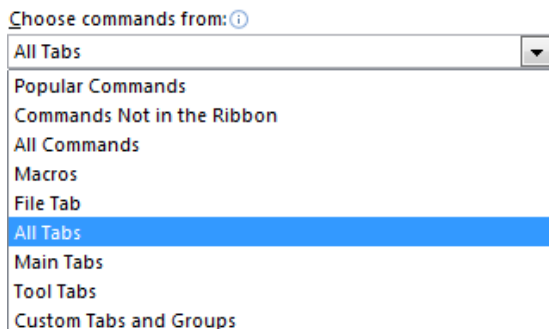 Choose commands from:
All Tabs
Popular Commands
Commands Not in the Ribbon
All Commands
Macros
File Tab
All Tabs
Main Tabs
Tool Tabs
Custom Tabs and Groups